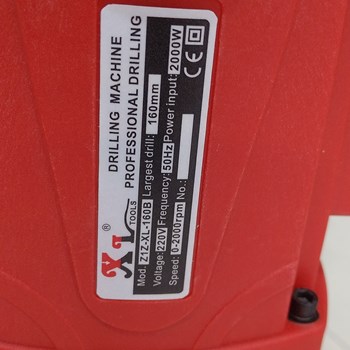 DRILLING MACHINE
PROFESSIONAL DRILLING
XL®
TOOLS
Mod. Z1Z-XL-160B Largest drill: 160mm
Voltage: 220V Frequency: 50Hz Power input: 2000W
Speed: 0-2000rpm No.:
CE